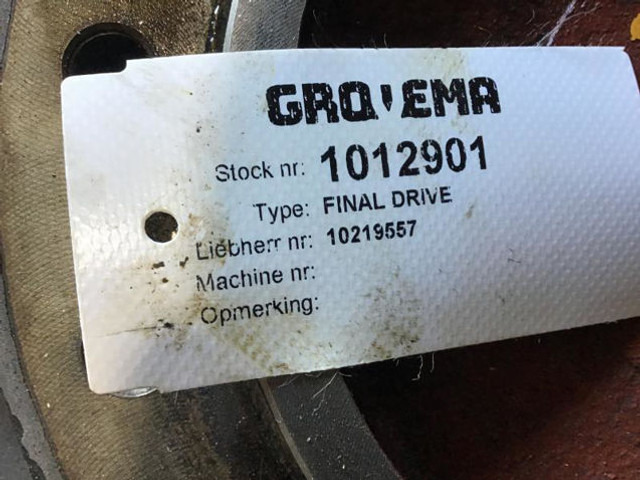 GRO'EMA
Stock nr: 1012901
Type: FINAL DRIVE
Liebherr nr: 10219557
Machine nr:
Opmerking: